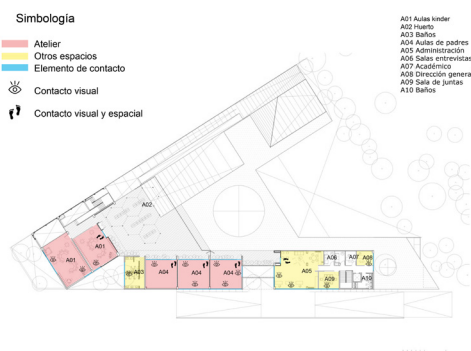 Simbología
Atelier
Otros espacios
Elemento de contacto
Contacto visual
Contacto visual y espacial
A01 Aulas kinder
A02 Huerto
A03 Baños
A04 Aulas de padres
A05 Administración
A06 Salas entrevistas
A07 Académico
A08 Dirección genera
A09 Sala de juntas
A10 Baños
A02
A01
A01
A03
A04
A04
A04
A05
A06
A07
A08
A09
A10